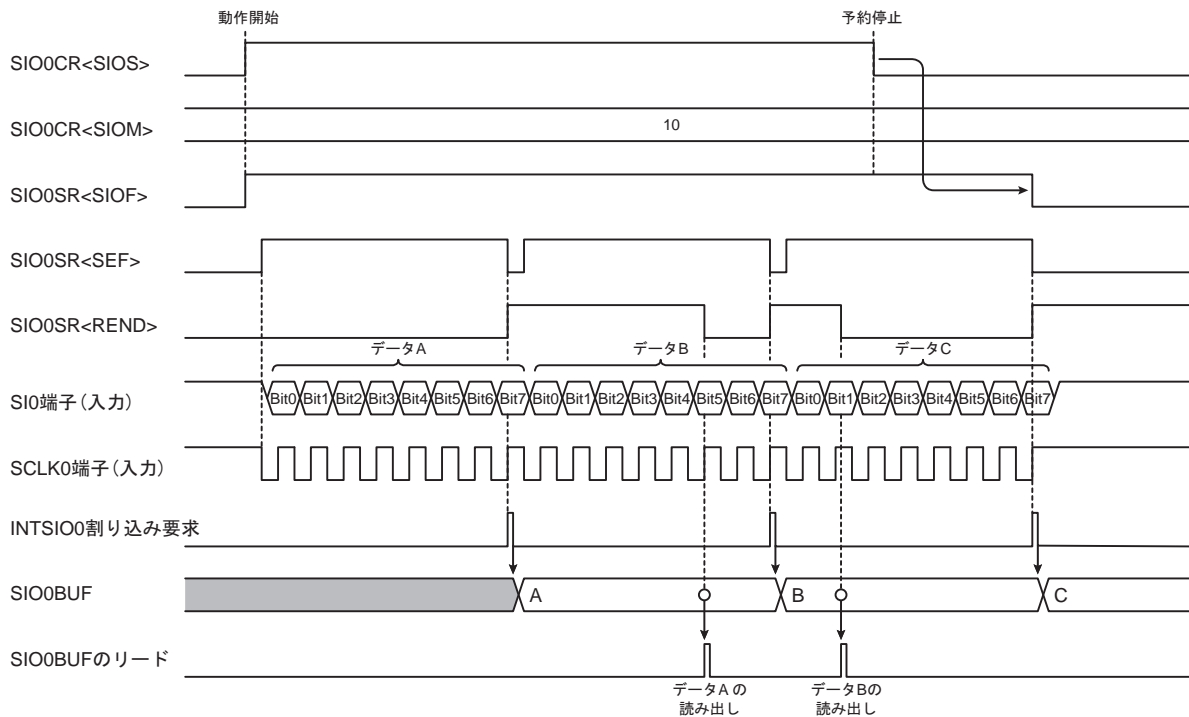 動作開始 予約停止
SIO0CR<SIOS>
SIO0CR<SIOM> 10
SIO0SR<SIOF>
SIO0SR<SEF>
SIO0SR<REND>
データA データB データC
SI0端子(入力) Bit0 Bit1 Bit2 Bit3 Bit4 Bit5 Bit6 Bit7 Bit0 Bit1 Bit2 Bit3 Bit4 Bit5 Bit6 Bit7 Bit0 Bit1 Bit2 Bit3 Bit4 Bit5 Bit6 Bit7
SCLK0端子(入力)
INTSIO0割り込み要求
SIO0BUF A B C
SIO0BUFのリード
データA の
読み出し
データBの
読み出し